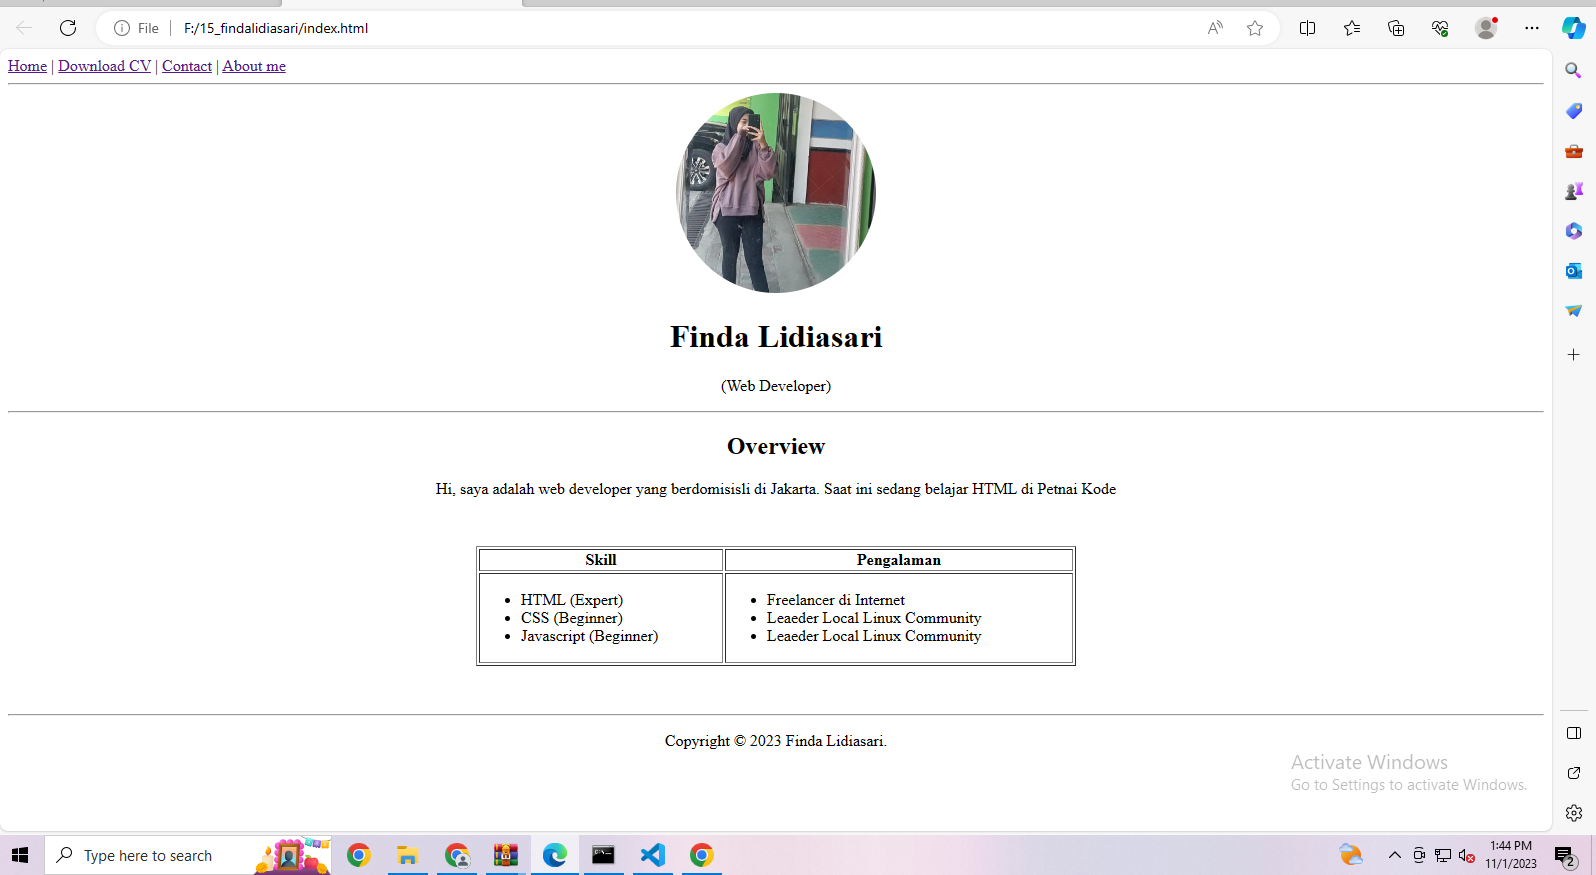 File | F:/15_findalidiasari/index.html
Home | Download CV | Contact | About me
Finda Lidiasari
(Web Developer)
Overview
Hi, saya adalah web developer yang berdomisisli di Jakarta. Saat ini sedang belajar HTML di Petnai Kode
Skill Pengalaman
HTML (Expert)
CSS (Beginner)
Javascript (Beginner)
Freelancer di Internet
Leaeder Local Linux Community
Leaeder Local Linux Community
Copyright © 2023 Finda Lidiasari.
Activate Windows
Go to Settings to activate Windows.
Type here to search
1:44 PM
11/1/2023
2